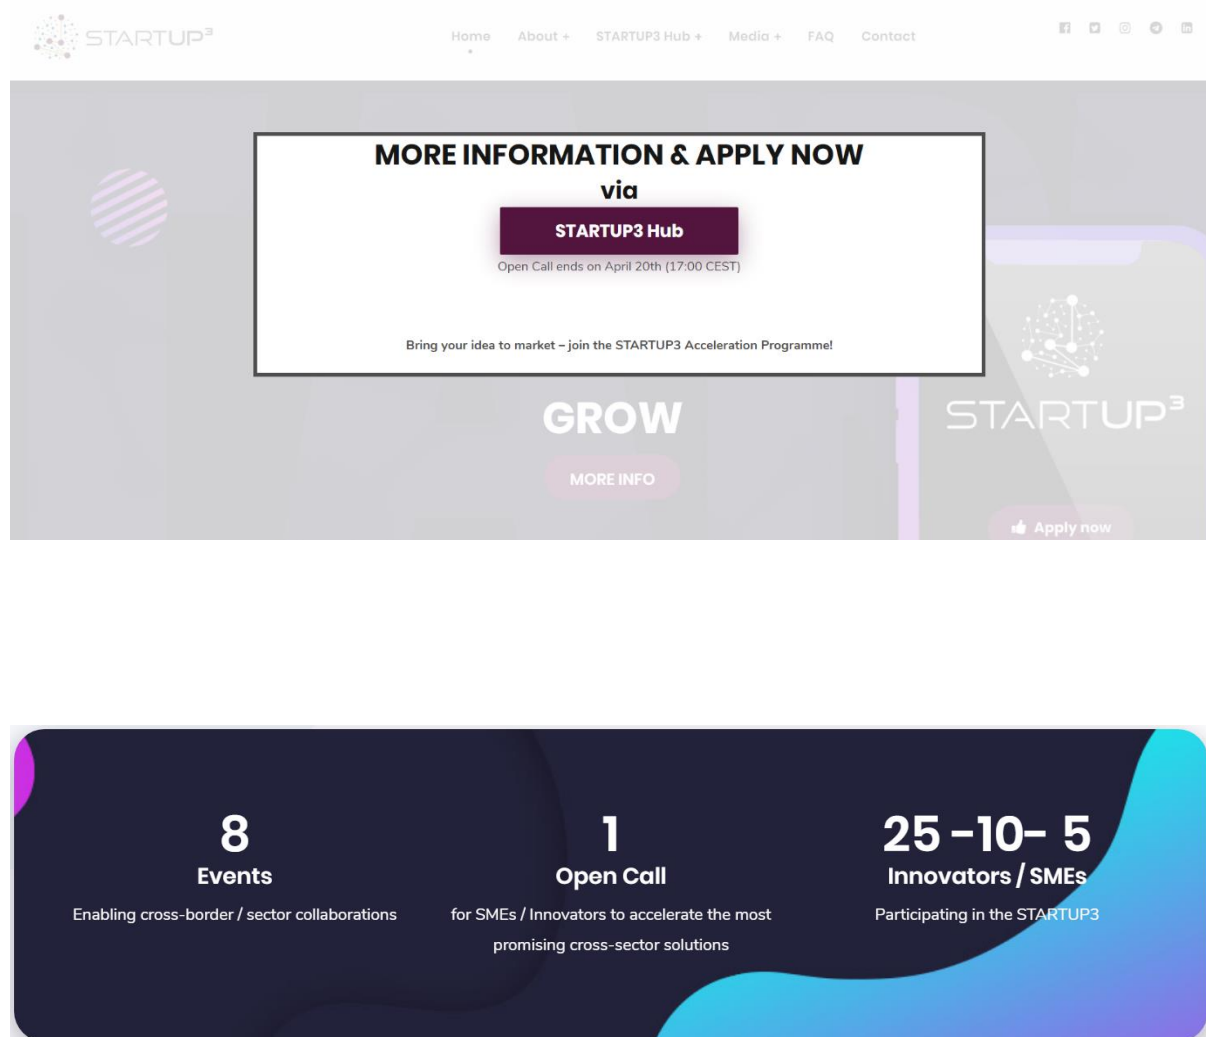 STARTUP³
Home About + STARTUP3 Hub + Media + FAQ Contact
MORE INFORMATION & APPLY NOW
via
STARTUP3 Hub
Open Call ends on April 20th (17:00 CEST)
Bring your idea to market – join the STARTUP3 Acceleration Programme!
GROW
MORE INFO
STARTUP³
Apply now
8
Events
Enabling cross-border / sector collaborations
1
Open Call
for SMEs / Innovators to accelerate the most
promising cross-sector solutions
25 –10– 5
Innovators / SMEs
Participating in the STARTUP3